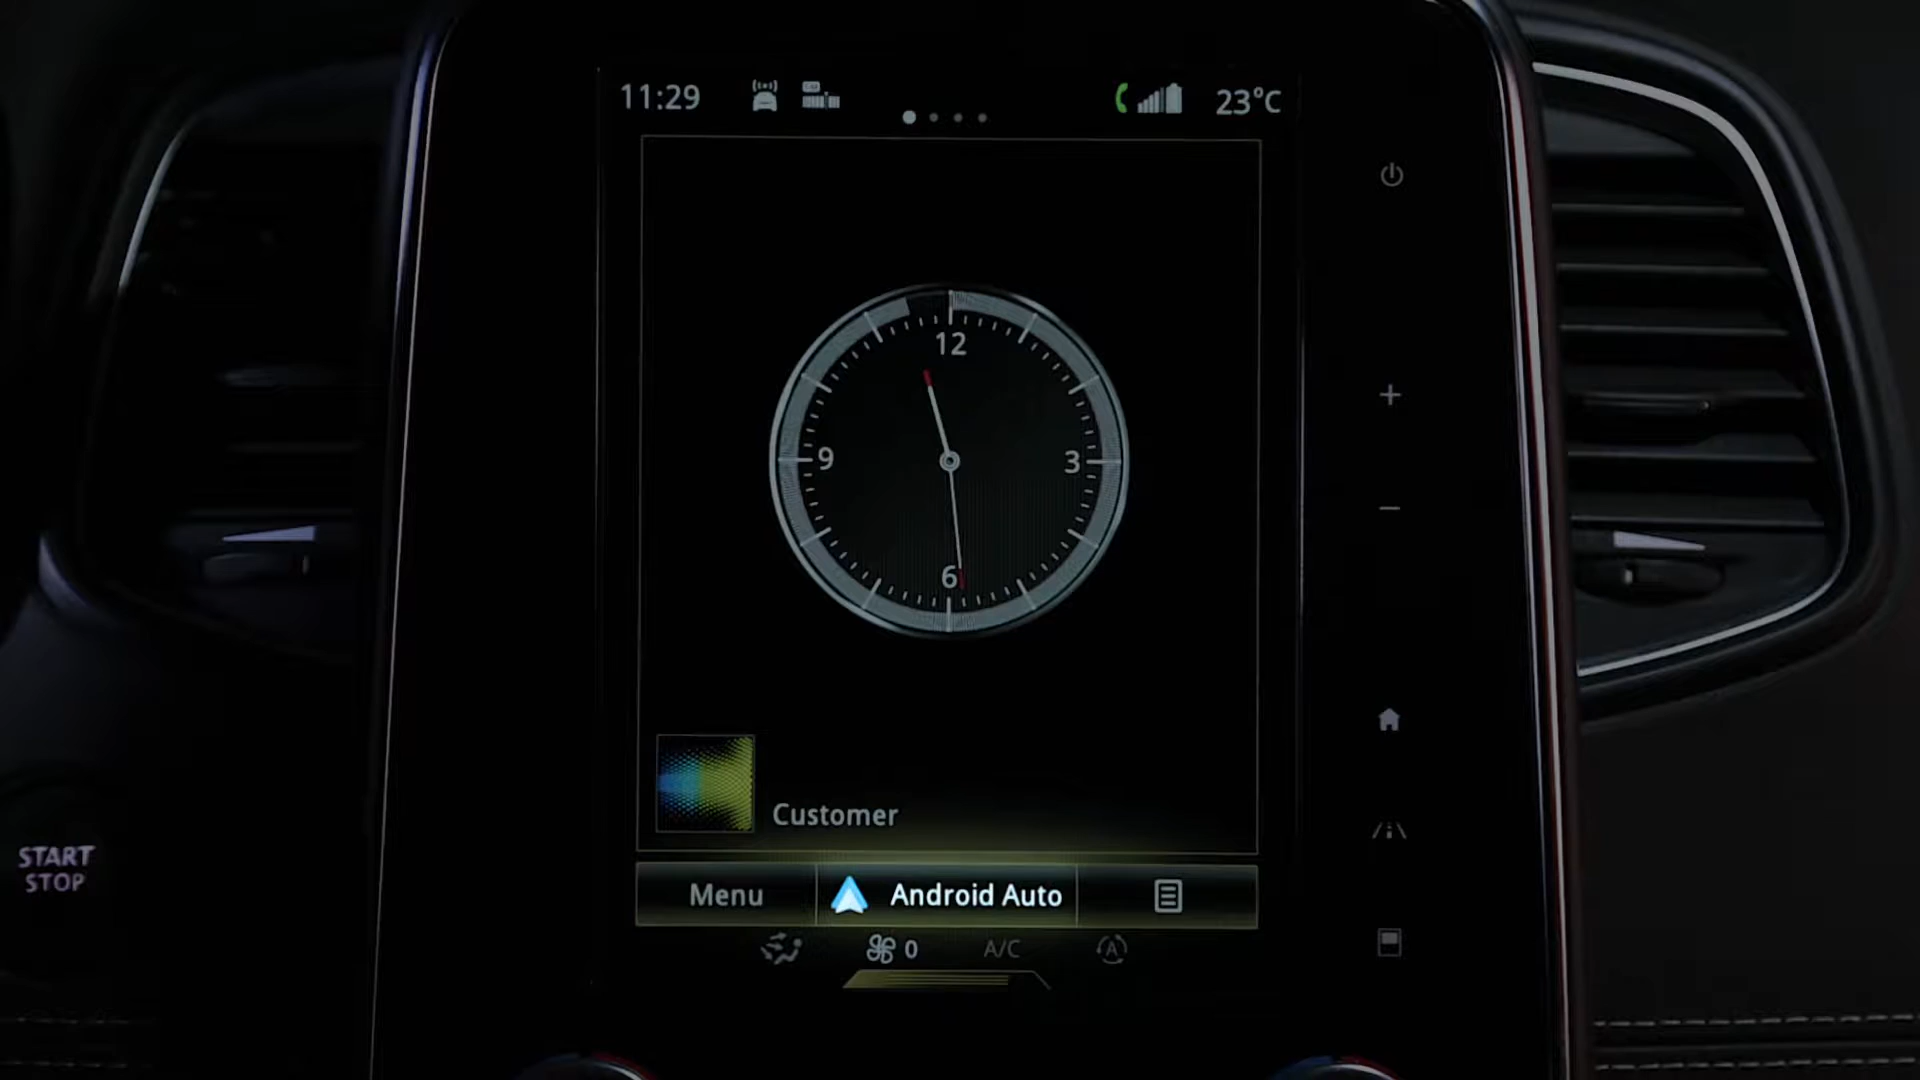 11:29
23°C
12
9
3
6
Customer
START
STOP
Menu
Android Auto
0
A/C
A